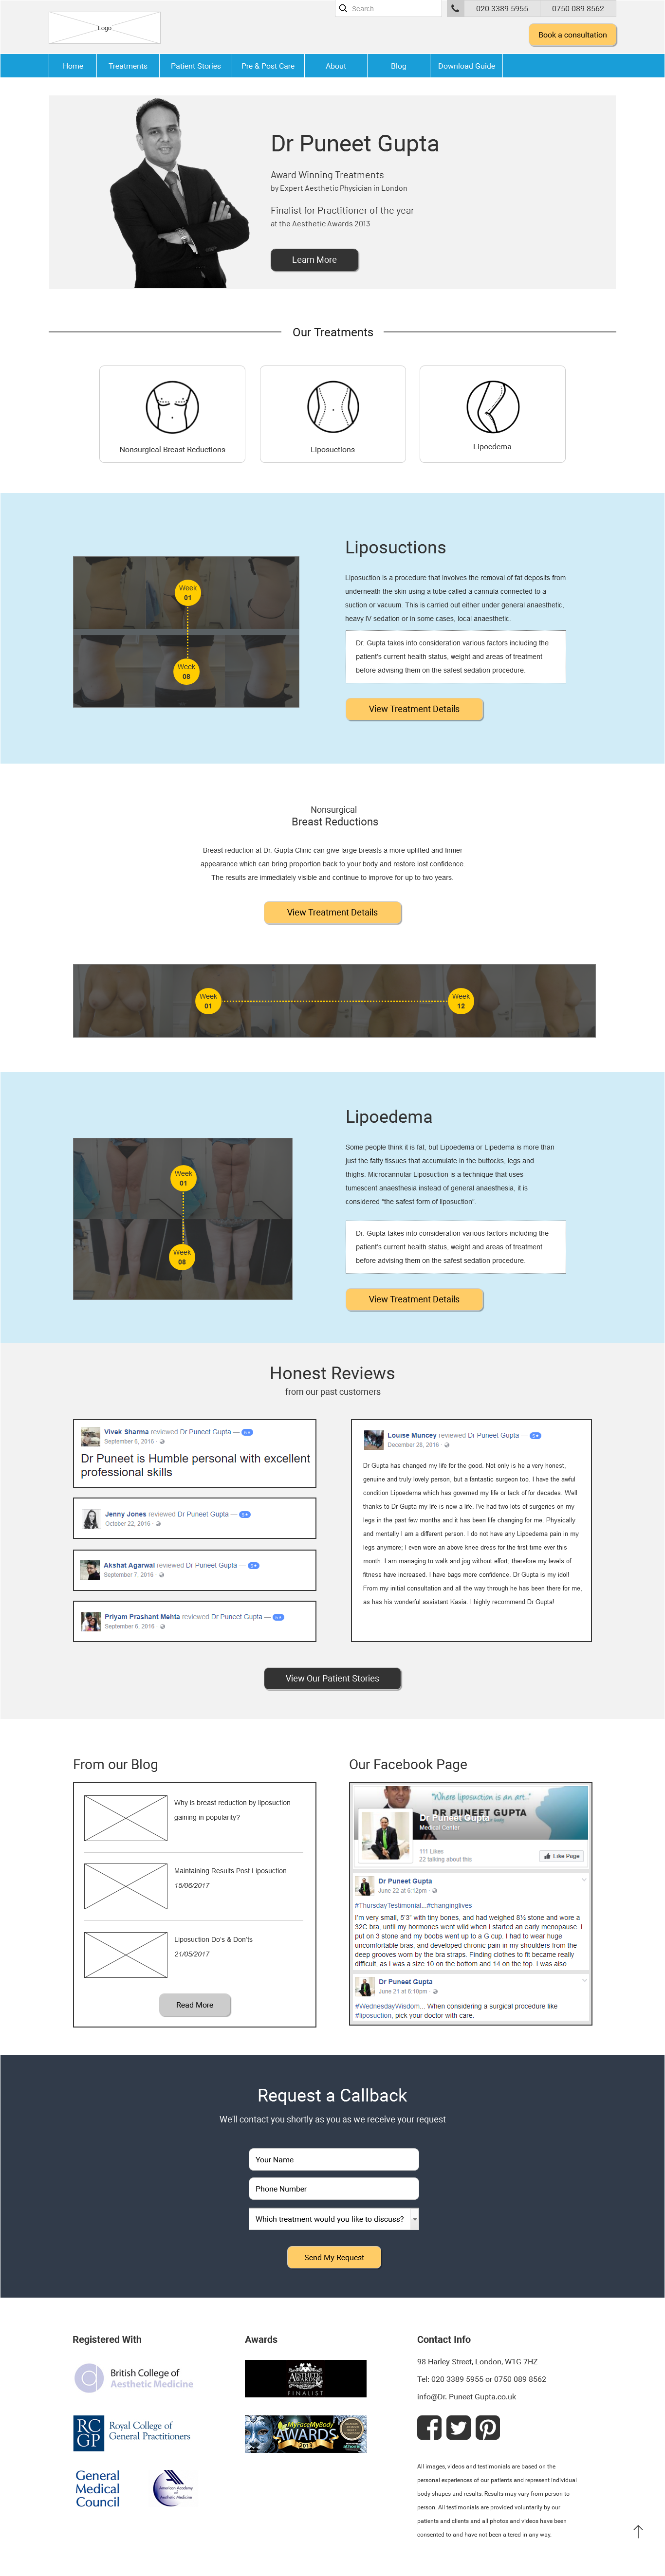 Logo
Search
020 3389 5955
0750 089 8562
Book a consultation
Home
Treatments
Patient Stories
Pre & Post Care
About
Blog
Download Guide
Dr Puneet Gupta
Award Winning Treatments
by Expert Aesthetic Physician in London
Finalist for Practitioner of the year
at the Aesthetic Awards 2013
Learn More
Our Treatments
Nonsurgical Breast Reductions
Liposuctions
Lipoedema
Week
01
Week
08
Liposuctions
Liposuction is a procedure that involves the removal of fat deposits from
underneath the skin using a tube called a cannula connected to a
suction or vacuum. This is carried out either under general anaesthetic,
heavy IV sedation or in some cases, local anaesthetic.
Dr. Gupta takes into consideration various factors including the
patient's current health status, weight and areas of treatment
before advising them on the safest sedation procedure.
View Treatment Details
Nonsurgical
Breast Reductions
Breast reduction at Dr. Gupta Clinic can give large breasts a more uplifted and firmer
appearance which can bring proportion back to your body and restore lost confidence.
The results are immediately visible and continue to improve for up to two years.
View Treatment Details
Week
01
Week
12
Week
01
Week
08
Lipoedema
Some people think it is fat, but Lipoedema or Lipedema is more than
just the fatty tissues that accumulate in the buttocks, legs and
thighs. Microcannular Liposuction is a technique that uses
tumescent anaesthesia instead of general anaesthesia, it is
considered "the safest form of liposuction".
Dr. Gupta takes into consideration various factors including the
patient's current health status, weight and areas of treatment
before advising them on the safest sedation procedure.
View Treatment Details
Honest Reviews
from our past customers
Vivek Sharma reviewed Dr Puneet Gupta — 5★
September 6, 2016
Dr Puneet is Humble personal with excellent
professional skills
Jenny Jones reviewed Dr Puneet Gupta — 5★
October 22, 2016
Akshat Agarwal reviewed Dr Puneet Gupta — 5★
September 7, 2016
Priyam Prashant Mehta reviewed Dr Puneet Gupta — 5★
September 6, 2016
Louise Muncey reviewed Dr Puneet Gupta — 5★
December 28, 2016
Dr Gupta has changed my life for the good. Not only is he a very honest,
genuine and truly lovely person, but a fantastic surgeon too. I have the awful
condition Lipoedema which has governed my life or lack of for decades. Well
thanks to Dr Gupta my life is now a life. I've had two lots of surgeries on my
legs in the past few months and it has been life changing for me. Physically
and mentally I am a different person. I do not have any Lipoedema pain in my
legs anymore; I even wore an above knee dress for the first time ever this
month. I am managing to walk and jog without effort; therefore my levels of
fitness have increased. I have bags more confidence. Dr Gupta is my idol!
From my initial consultation and all the way through he has been there for me,
as has his wonderful assistant Kasia. I highly recommend Dr Gupta!
View Our Patient Stories
From our Blog
Why is breast reduction by liposuction
gaining in popularity?
Maintaining Results Post Liposuction
15/06/2017
Liposuction Do's & Don'ts
21/05/2017
Read More
Our Facebook Page
"Where liposuction is an art.."
DR PUNEET GUPTA
Dr Puneet Gupta
Medical Center
111 Likes
22 talking about this
Like Page
Dr Puneet Gupta
June 22 at 6:12pm
#ThursdayTestimonial...#changinglives
I'm very small, 5'3" with tiny bones, and had weighed 8½ stone and wore a
32C bra, until my hormones went wild when I started an early menopause. I
put on 3 stone and my boobs went up to a G cup. I had to wear huge
uncomfortable bras, and developed chronic pain in my shoulders from the
deep grooves worn by the bra straps. Finding clothes to fit became really
difficult, as I was a size 10 on the bottom and 14 on the top. I was also
Dr Puneet Gupta
June 21 at 6:10pm
#WednesdayWisdom... When considering a surgical procedure like
#liposuction, pick your doctor with care.
Request a Callback
We'll contact you shortly as you as we receive your request
Your Name
Phone Number
Which treatment would you like to discuss?
Send My Request
Registered With
British College of
Aesthetic Medicine
RC
GP
Royal College of
General Practitioners
General
Medical
Council
American Academy
of Aesthetic Medicine
Awards
AESTHETIC
AWARDS
FINALIST
MyFaceMyBody
AWARDS
2013
Contact Info
98 Harley Street, London, W1G 7HZ
Tel: 020 3389 5955 or 0750 089 8562
info@Dr. Puneet Gupta.co.uk
All images, videos and testimonials are based on the
personal experiences of our patients and represent individual
body shapes and results. Results may vary from person to
person. All testimonials are provided voluntarily by our
patients and clients and all photos and videos have been
consented to and have not been altered in any way.